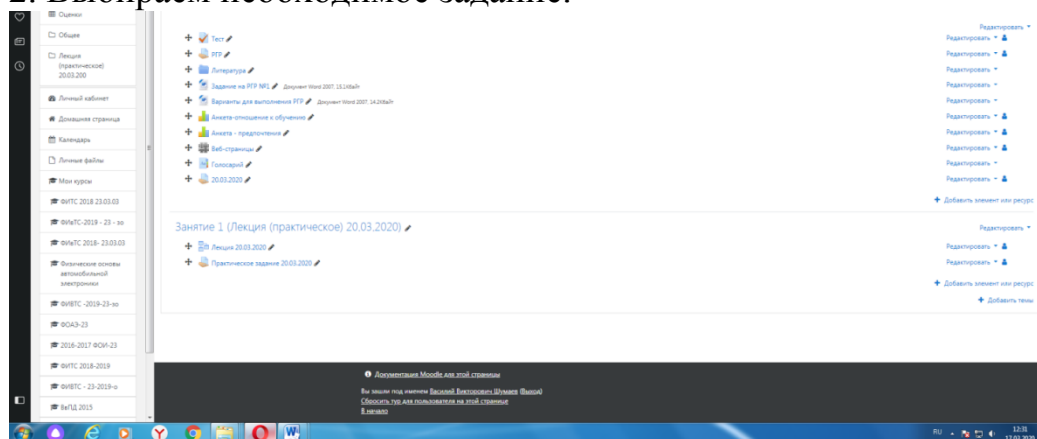 2. Выбираем необходимое задание.
Оценки
Общее
Лекция
(практическое)
20.03.200
Личный кабинет
Домашняя страница
Календарь
Личные файлы
Мои курсы
ФИТС 2018 23.03.03
ФИВТС-2019 - 23 - зо
ФИВТС 2018- 23.03.03
Физические основы
автомобильной
электроники
ФИВТС -2019-23-зо
ФОАЭ-23
2016-2017 ФОИ-23
ФИТС 2018-2019
ФИВТС - 23-2019-о
ВвПД 2015
Редактировать
Тест Редактировать
РГР Редактировать
Литература Редактировать
Задание на РГР №1 Документ Word 2007, 15.1Кбайт Редактировать
Варианты для выполнения РГР Документ Word 2007, 14.2Кбайт Редактировать
Анкета-отношение к обучению Редактировать
Анкета - предпочтения Редактировать
Веб-страницы Редактировать
Голосарий Редактировать
20.03.2020 Редактировать
Добавить элемент или ресурс
Занятие 1 (Лекция (практическое) 20.03.2020) Редактировать
Лекция 20.03.2020 Редактировать
Практическое задание 20.03.2020 Редактировать
Добавить элемент или ресурс
Добавить темы
Документация Moodle для этой страницы
Вы зашли под именем Василий Викторович Шумаев (Выход)
Сбросить тур для пользователя на этой странице
В начало
RU 12:31
17.03.2020